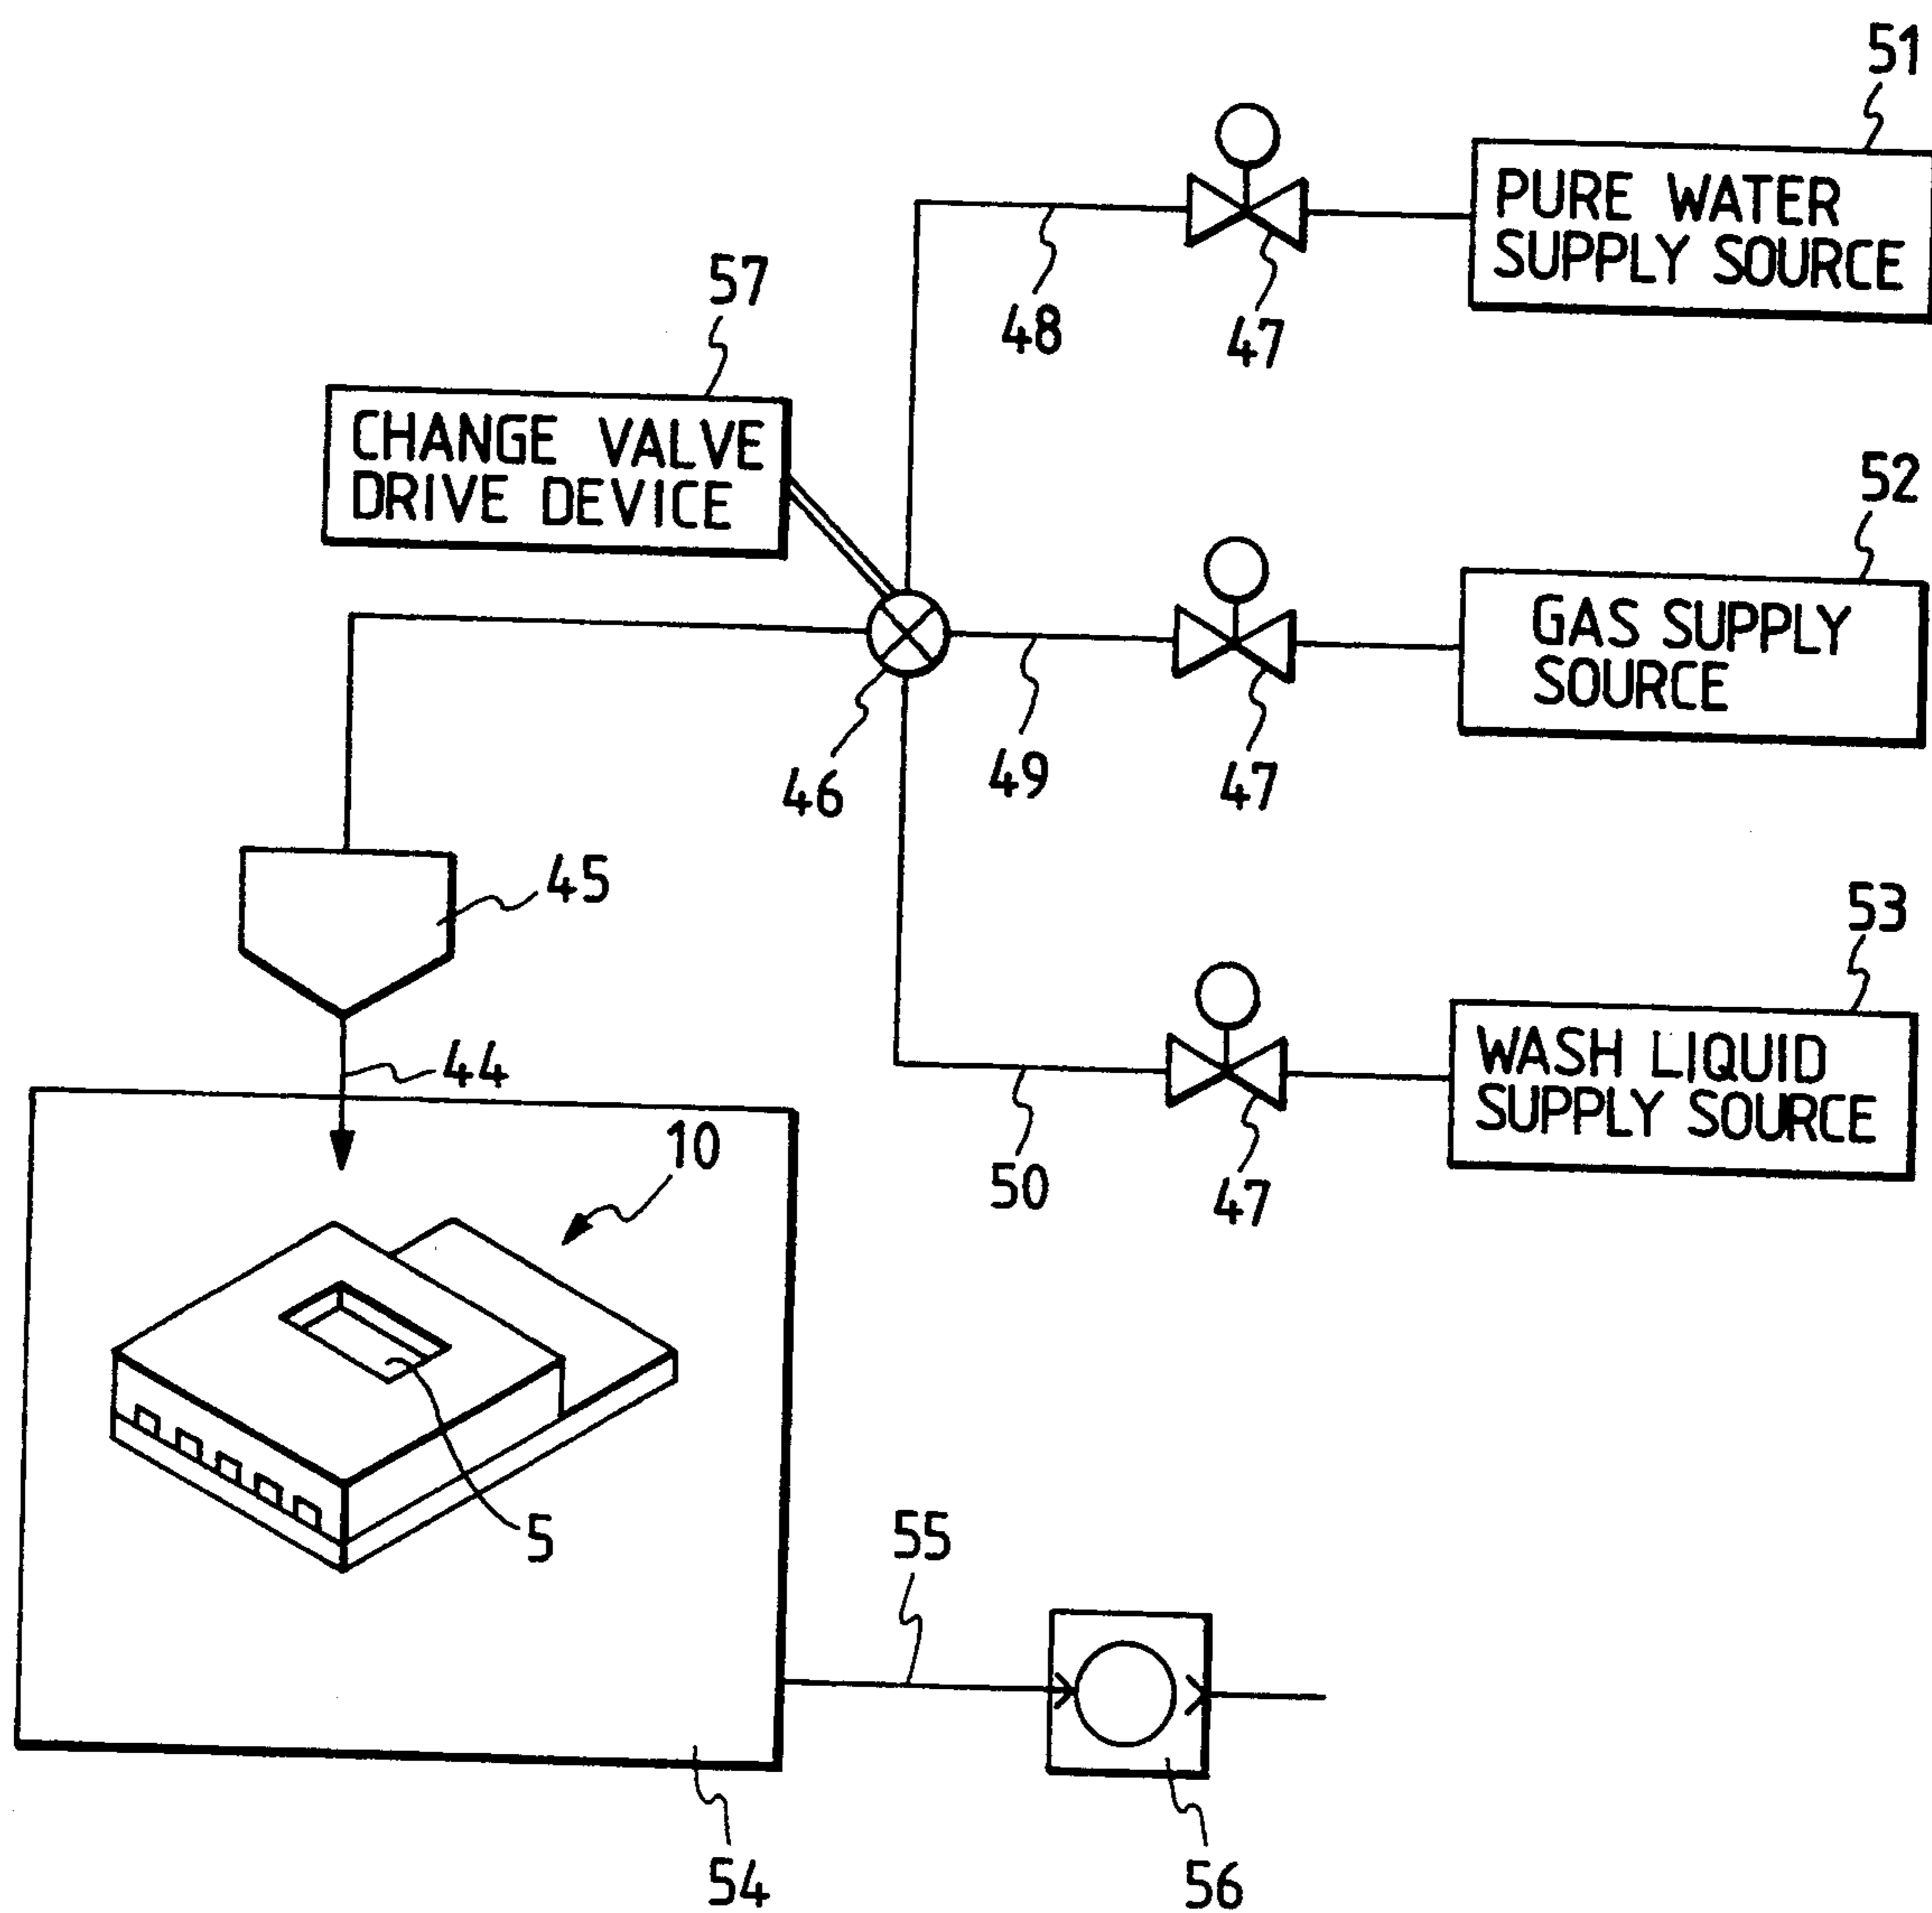 51
PURE WATER
SUPPLY SOURCE
57
48
47
CHANGE VALVE
DRIVE DEVICE
52
GAS SUPPLY
SOURCE
46
49
47
45
53
WASH LIQUID
SUPPLY SOURCE
44
10
50
47
5
55
54
56